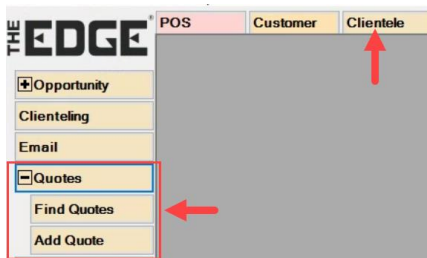 THE EDGE®
POS Customer Clientele
Opportunity
Clienteling
Email
Quotes
Find Quotes
Add Quote